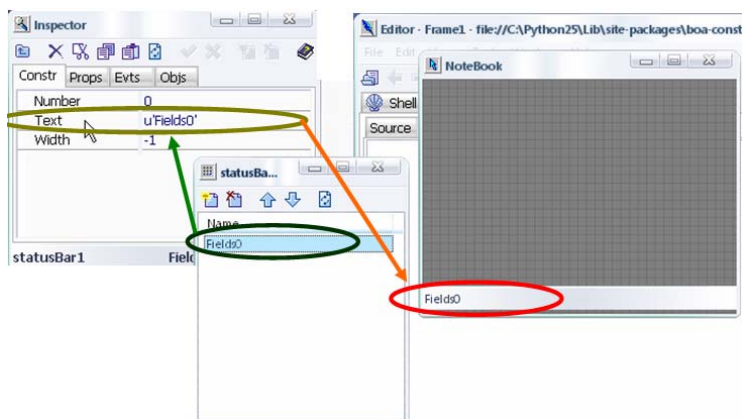 Inspector
Constr Props Evts Objs
Number 0
Text u'Fields0'
Width -1
statusBar1 Field
statusBa...
Name
Fields0
Editor - Frame1 - file://C:\Python25\Lib\site-packages\boa-const
File Edit
Shell
Source
NoteBook
Fields0